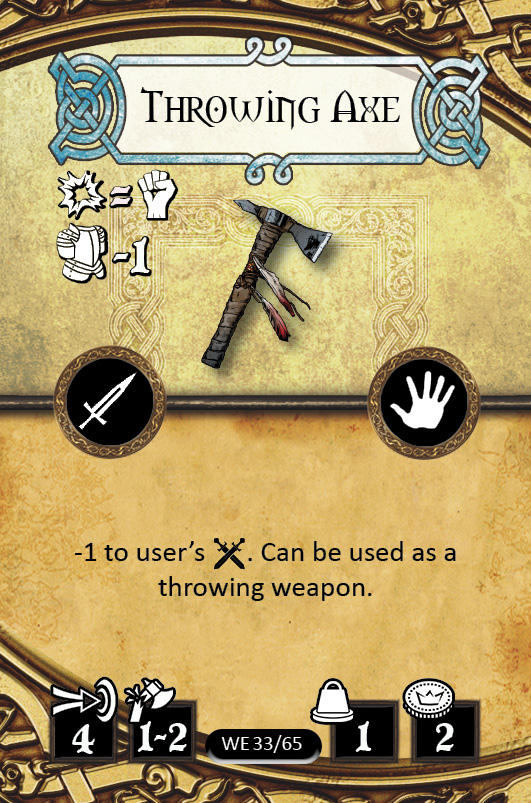 Throwing Axe
=
-1
-1 to user's . Can be used as a
throwing weapon.
4
1-2
WE 33/65
1
2